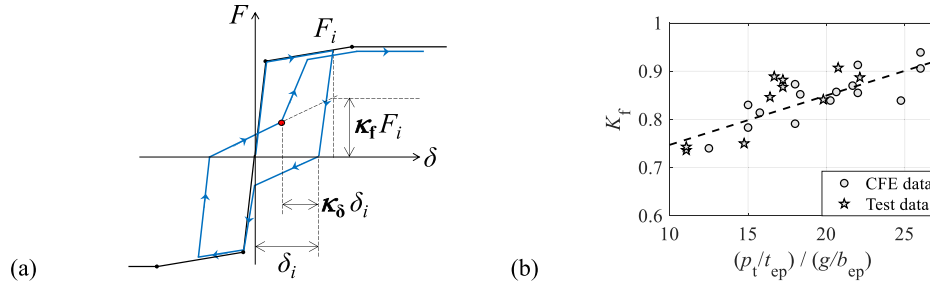 F
F_i
κ_f F_i
δ
κ_δ δ_i
δ_i
(a)
1
0.9
0.8
0.7
0.6
K_f
CFE data
Test data
10 15 20 25
(p_t/t_ep) / (g/b_ep)
(b)